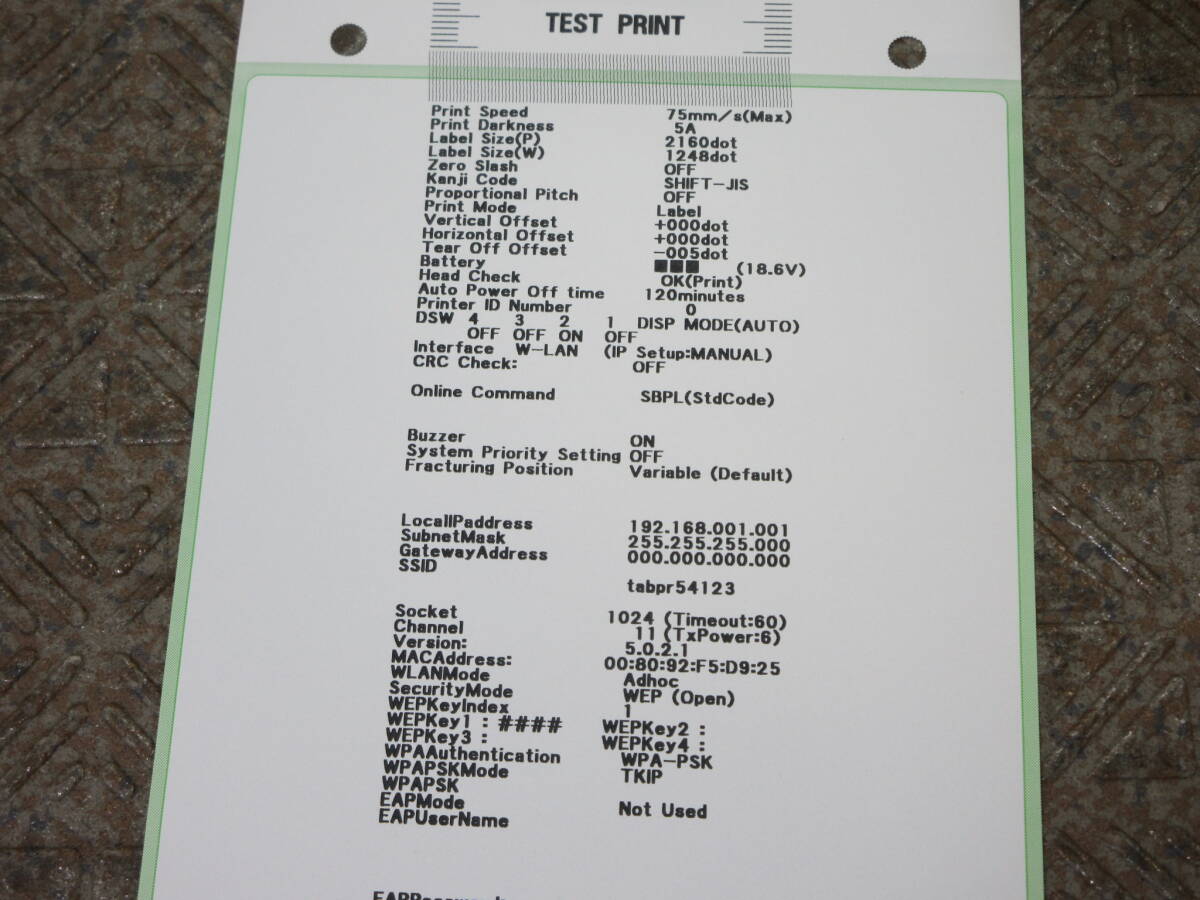 TEST PRINT
Print Speed 75mm/s(Max)
Print Darkness 5A
Label Size(P) 2160dot
Label Size(W) 1248dot
Zero Slash OFF
Kanji Code SHIFT-JIS
Proportional Pitch OFF
Print Mode Label
Vertical Offset +000dot
Horizontal Offset +000dot
Tear Off Offset -005dot
Battery ■■■ (18.6V)
Head Check OK(Print)
Auto Power Off time 120minutes
Printer ID Number 0
DSW 4 3 2 1 DISP MODE(AUTO)
OFF OFF ON OFF
Interface W-LAN (IP Setup:MANUAL)
CRC Check: OFF
Online Command SBPL(StdCode)
Buzzer ON
System Priority Setting OFF
Fracturing Position Variable (Default)
LocalIPaddress 192.168.001.001
SubnetMask 255.255.255.000
GatewayAddress 000.000.000.000
SSID
tabpr54123
Socket 1024 (Timeout:60)
Channel 11 (TxPower:6)
Version: 5.0.2.1
MACAddress: 00:80:92:F5:D9:25
WLANMode Adhoc
SecurityMode WEP (Open)
WEPKeyIndex 1
WEPKey1 : #### WEPKey2 :
WEPKey3 : WEPKey4 :
WPAAuthentication WPA-PSK
WPAPSKMode TKIP
WPAPSK
EAPMode Not Used
EAPUserName